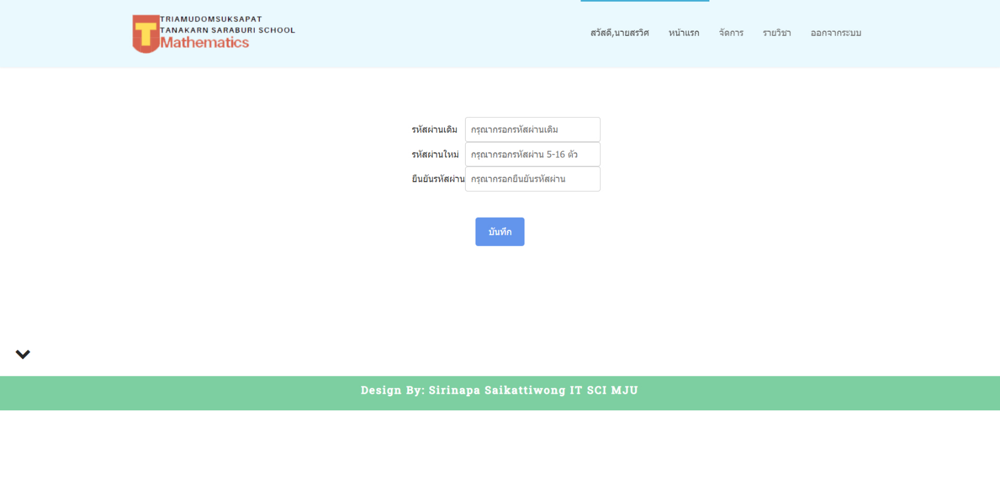 TRIAMUDOMSUKSAPAT
TANAKARN SARABURI SCHOOL
Mathematics
สวัสดี,นายสรวิศ หน้าแรก จัดการ รายวิชา ออกจากระบบ
รหัสผ่านเดิม กรุณากรอกรหัสผ่านเดิม
รหัสผ่านใหม่ กรุณากรอกรหัสผ่าน 5-16 ตัว
ยืนยันรหัสผ่าน กรุณากรอกยืนยันรหัสผ่าน
บันทึก
Design By: Sirinapa Saikattiwong IT SCI MJU